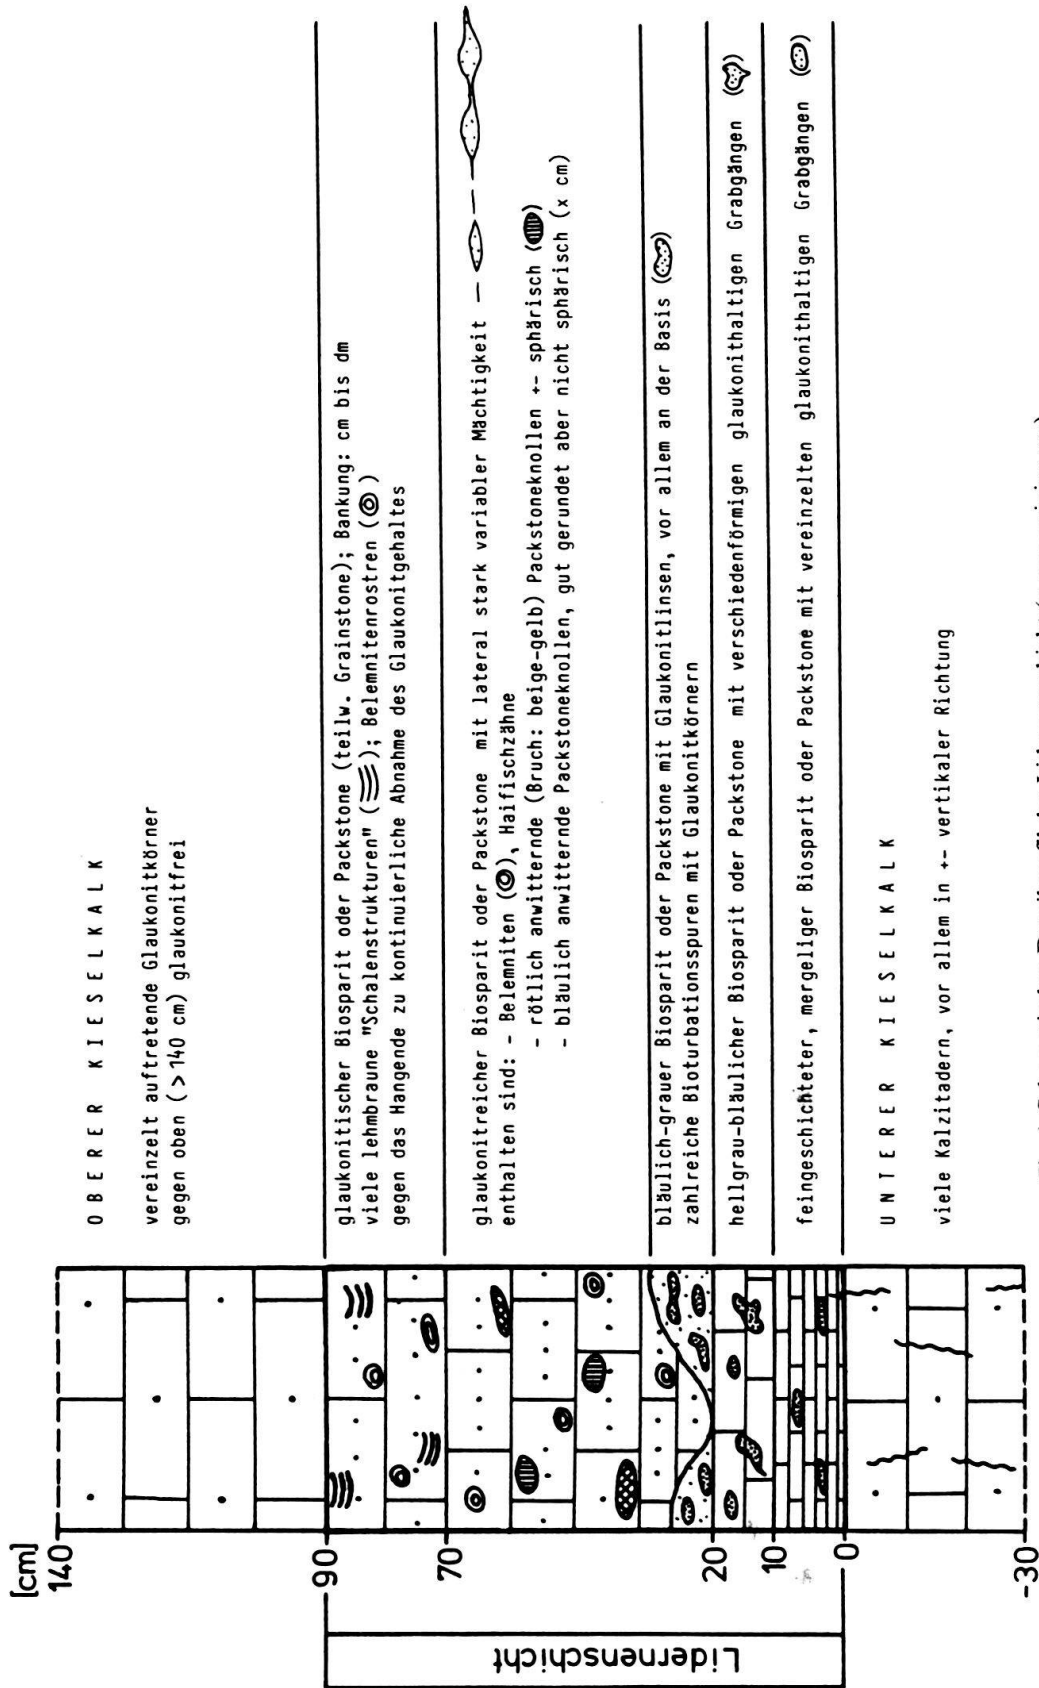 [cm]
140
90
70
20
10
0
-30
Lidernenschicht
OBERER KIESELKALK
vereinzelt auftretende Glaukonitkörner
gegen oben (>140 cm) glaukonitfrei
glaukonitischer Biosparit oder Packstone (teilw. Grainstone); Bankung: cm bis dm
viele lehmbraune "Schalenstrukturen" ( ); Belemnitenrostren ( )
gegen das Hangende zu kontinuierliche Abnahme des Glaukonitgehaltes
glaukonitreicher Biosparit oder Packstone mit lateral stark variabler Mächtigkeit
enthalten sind: - Belemniten ( ), Haifischzähne
- rötlich anwitternde (Bruch: beige-gelb) Packstoneknollen +- sphärisch ( )
- bläulich anwitternde Packstoneknollen, gut gerundet aber nicht sphärisch (x cm)
bläulich-grauer Biosparit oder Packstone mit Glaukonitlinsen, vor allem an der Basis ( )
zahlreiche Bioturbationsspuren mit Glaukonitkörnern
hellgrau-bläulicher Biosparit oder Packstone mit verschiedenförmigen glaukonithaltigen Grabgängen ( )
feingeschichteter, mergeliger Biosparit oder Packstone mit vereinzelten glaukonithaltigen Grabgängen ( )
UNTERER KIESELKALK
viele Kalzitadern, vor allem in +- vertikaler Richtung